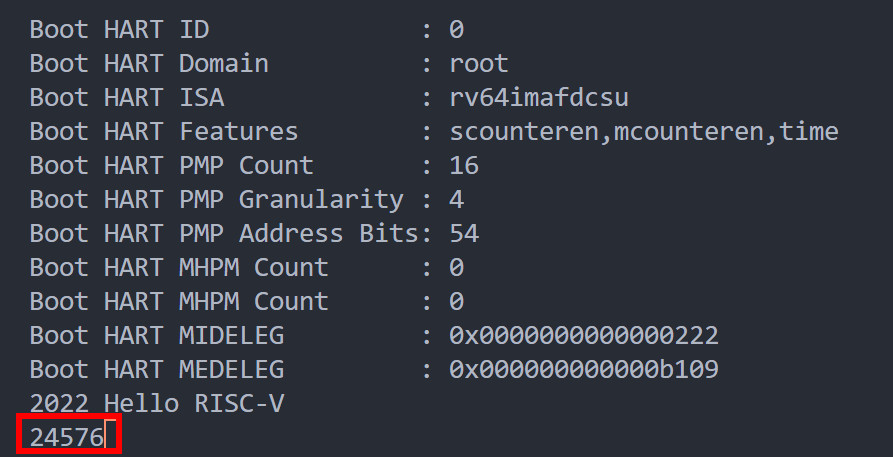 Boot HART ID : 0
Boot HART Domain : root
Boot HART ISA : rv64imafdcsu
Boot HART Features : scounteren,mcounteren,time
Boot HART PMP Count : 16
Boot HART PMP Granularity : 4
Boot HART PMP Address Bits: 54
Boot HART MHPM Count : 0
Boot HART MHPM Count : 0
Boot HART MIDELEG : 0x0000000000000222
Boot HART MEDELEG : 0x000000000000b109
2022 Hello RISC-V
24576